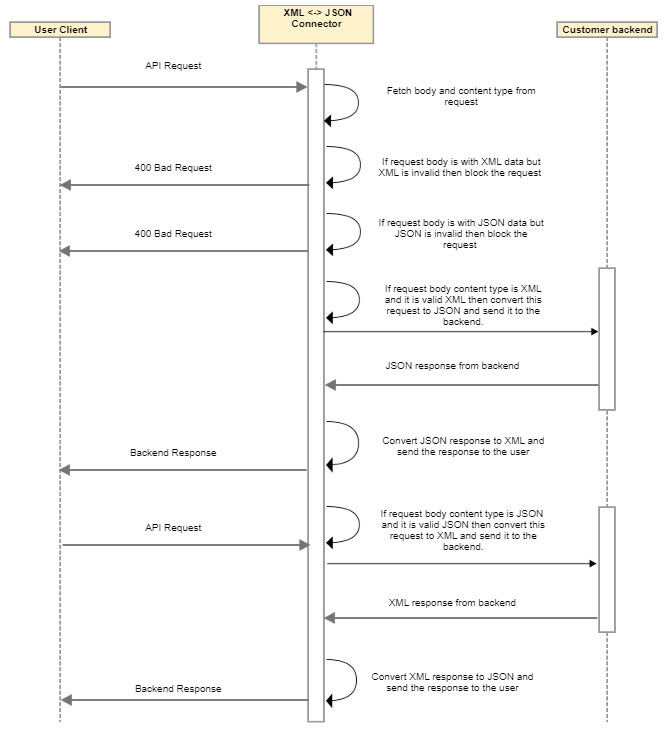 User Client
XML <-> JSON
Connector
Customer backend
API Request
Fetch body and content type from
request
400 Bad Request
If request body is with XML data but
XML is invalid then block the request
400 Bad Request
If request body is with JSON data but
JSON is invalid then block the
request
If request body content type is XML
and it is valid XML then convert this
request to JSON and send it to the
backend.
JSON response from backend
Convert JSON response to XML and
send the response to the user
Backend Response
If request body content type is JSON
and it is valid JSON then convert this
request to XML and send it to the
backend.
API Request
XML response from backend
Convert XML response to JSON and
send the response to the user
Backend Response